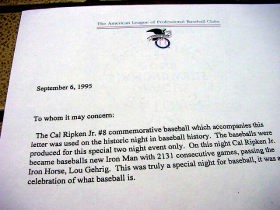 The American League of Professional Baseball Clubs
September 6, 1995
To whom it may concern:
The Cal Ripken Jr. #8 commemorative baseball which accompanies this
letter was used on the historic night in baseball history. The baseballs were
produced for this special two night event only. On this night Cal Ripken,
became baseballs new Iron Man with 2131 consecutive games, passing the
Iron Horse, Lou Gehrig. This was truly a special night for baseball, it was a
celebration of what baseball is.